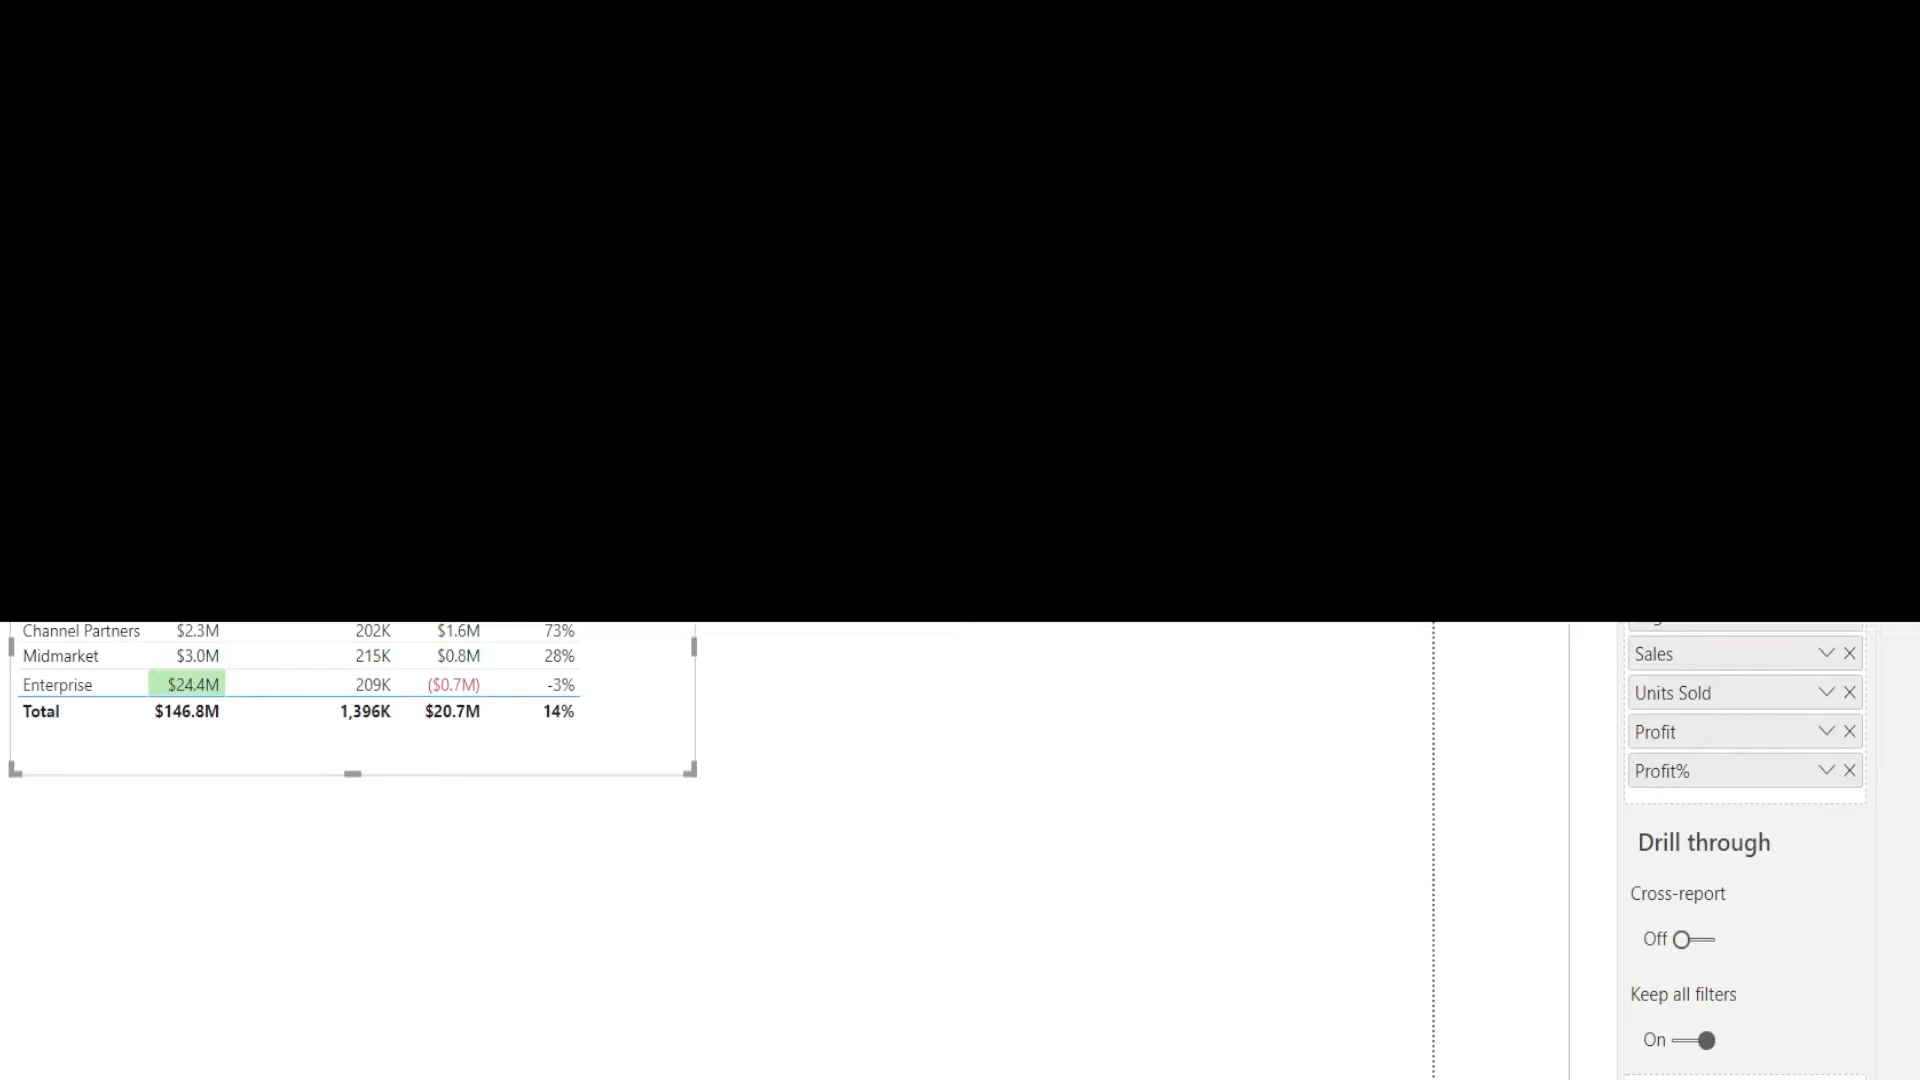 Channel Partners $2.3M 202K $1.6M 73%
Midmarket $3.0M 215K $0.8M 28%
Enterprise $24.4M 209K ($0.7M) -3%
Total $146.8M 1,396K $20.7M 14%
Sales
Units Sold
Profit
Profit%
Drill through
Cross-report
Off
Keep all filters
On